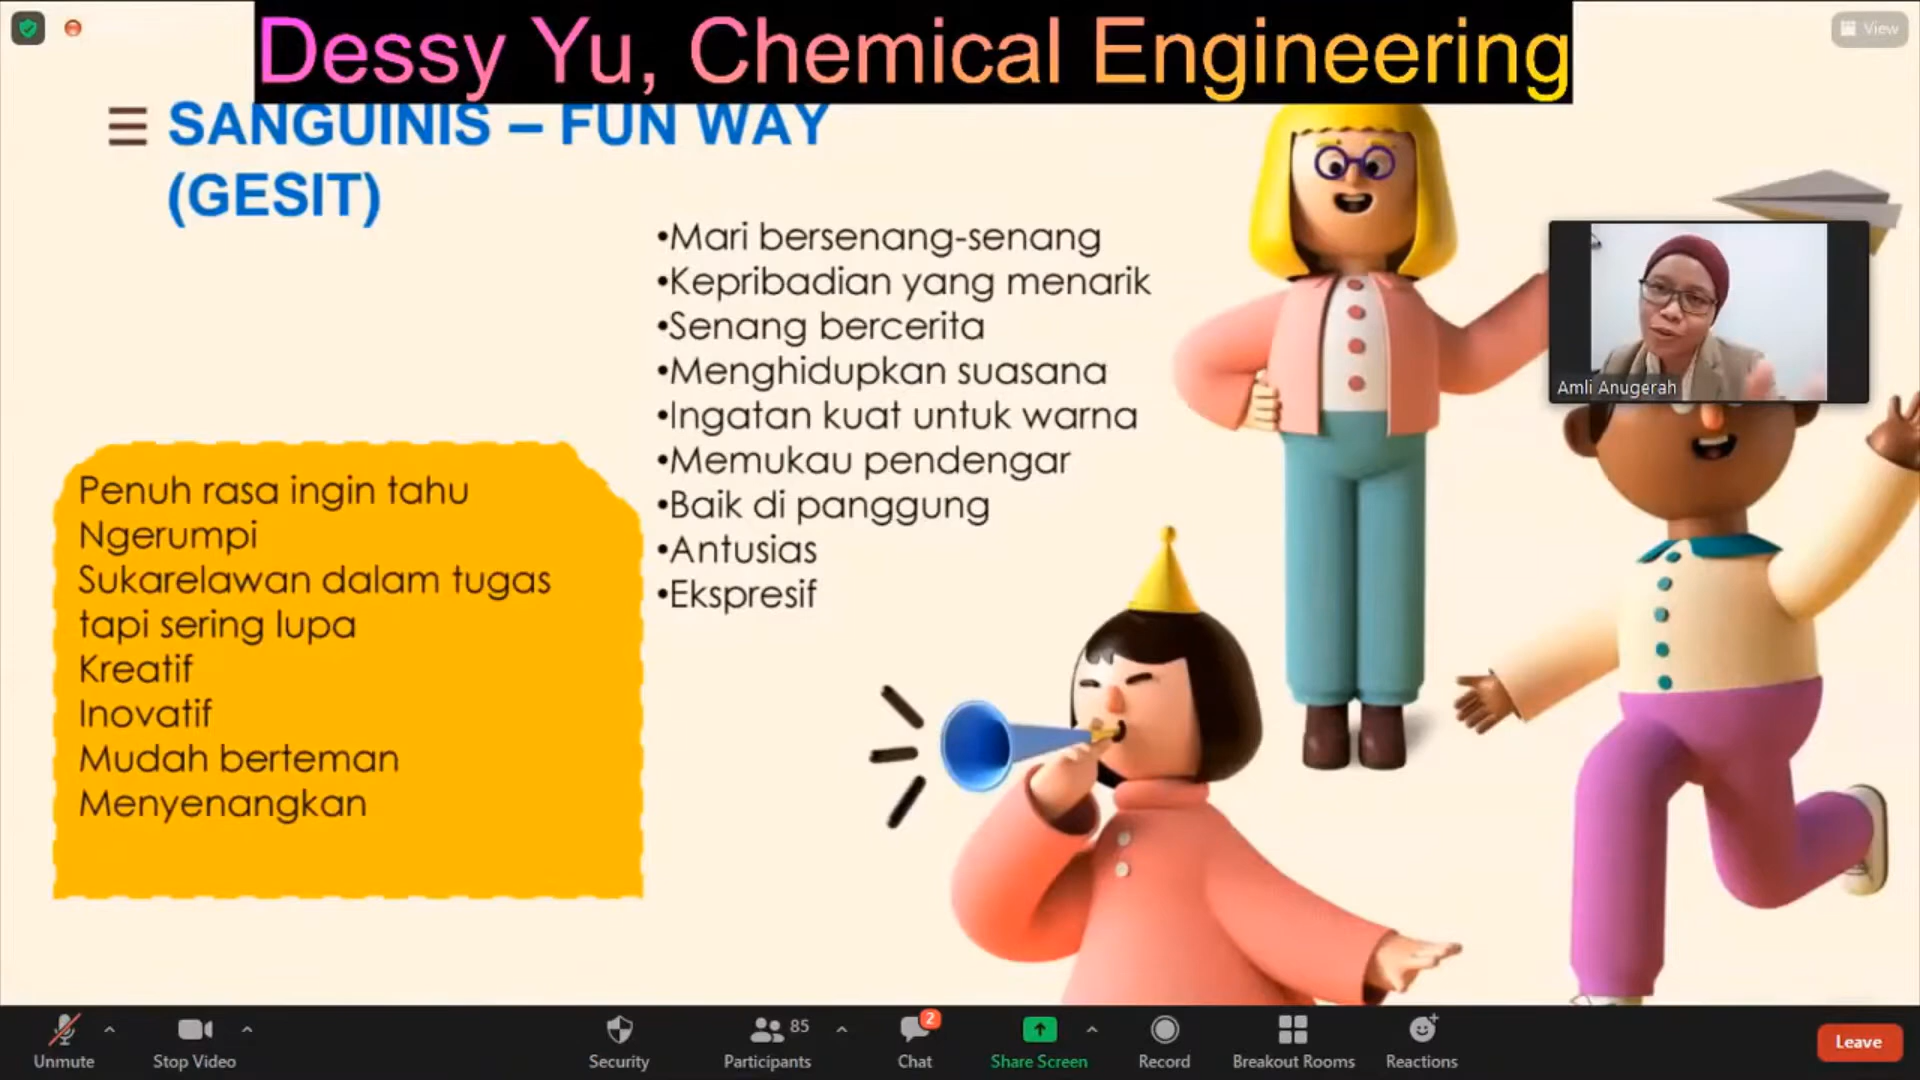 Dessy Yu, Chemical Engineering
View
SANGUINIS – FUN WAY
(GESIT)
•Mari bersenang-senang
•Kepribadian yang menarik
•Senang bercerita
•Menghidupkan suasana
•Ingatan kuat untuk warna
•Memukau pendengar
•Baik di panggung
•Antusias
•Ekspresif
Amli Anugerah
Penuh rasa ingin tahu
Ngerumpi
Sukarelawan dalam tugas
tapi sering lupa
Kreatif
Inovatif
Mudah berteman
Menyenangkan
Unmute
Stop Video
Security
85
Participants
2
Chat
Share Screen
Record
Breakout Rooms
Reactions
Leave